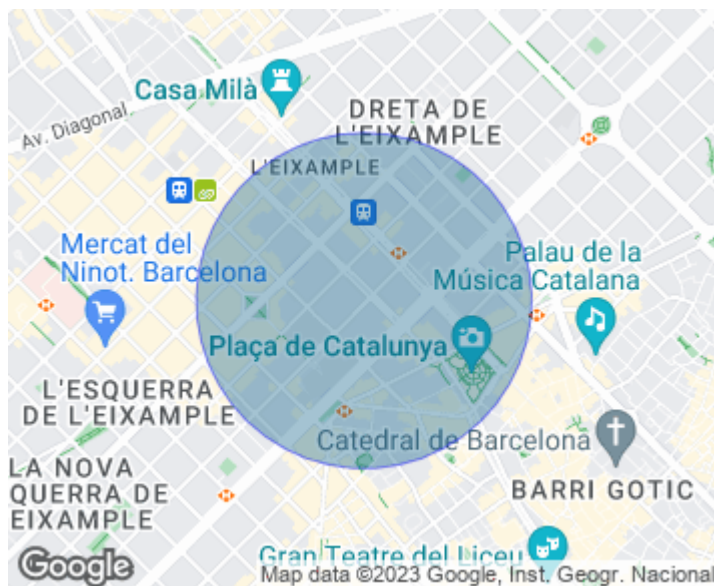 Casa Milà
DRETA DE
L'EIXAMPLE
Av. Diagonal
L'EIXAMPLE
Mercat del
Ninot. Barcelona
Palau de la
Música Catalana
Plaça de Catalunya
L'ESQUERRA
DE L'EIXAMPLE
Catedral de Barcelona
LA NOVA
QUERRA DE
EIXAMPLE
BARRI GOTIC
Gran Teatre del Liceu
Google
Map data ©2023 Google, Inst. Geogr. Nacional